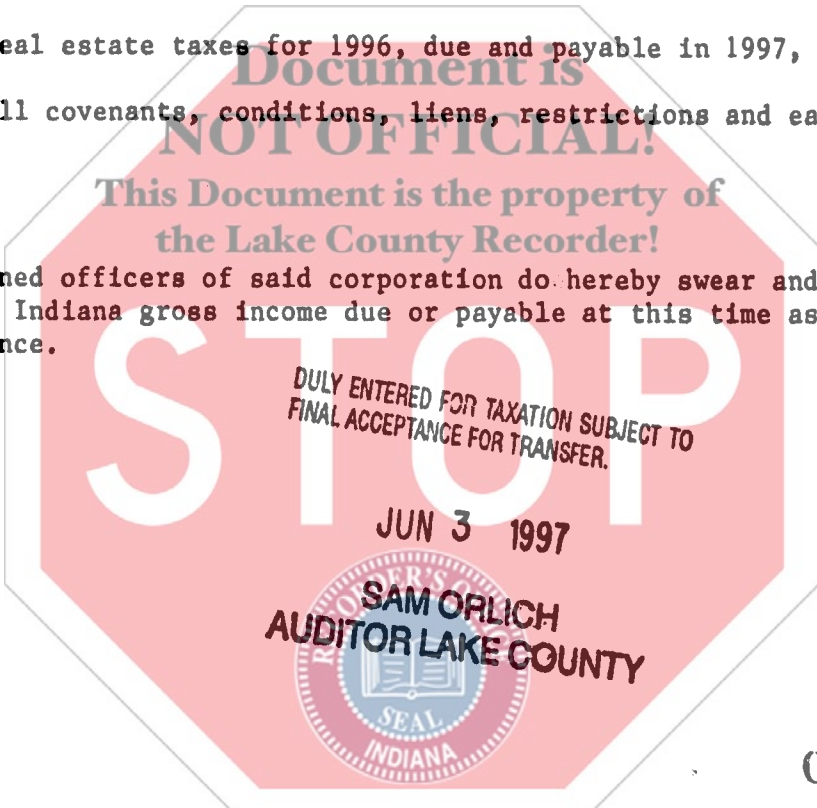 eal estate taxes for 1996, due and payable in 1997,
Document is
ll covenants, conditions, liens, restrictions and ea
NOT OFFICIAL!
This Document is the property of
the Lake County Recorder!
ned officers of said corporation do hereby swear and
Indiana gross income due or payable at this time as
nce.
STOP
DULY ENTERED FOR TAXATION SUBJECT TO
FINAL ACCEPTANCE FOR TRANSFER.
JUN 3 1997
SAM ORLICH
AUDITOR LAKE COUNTY
RECORDER'S OFFICE
SEAL
INDIANA